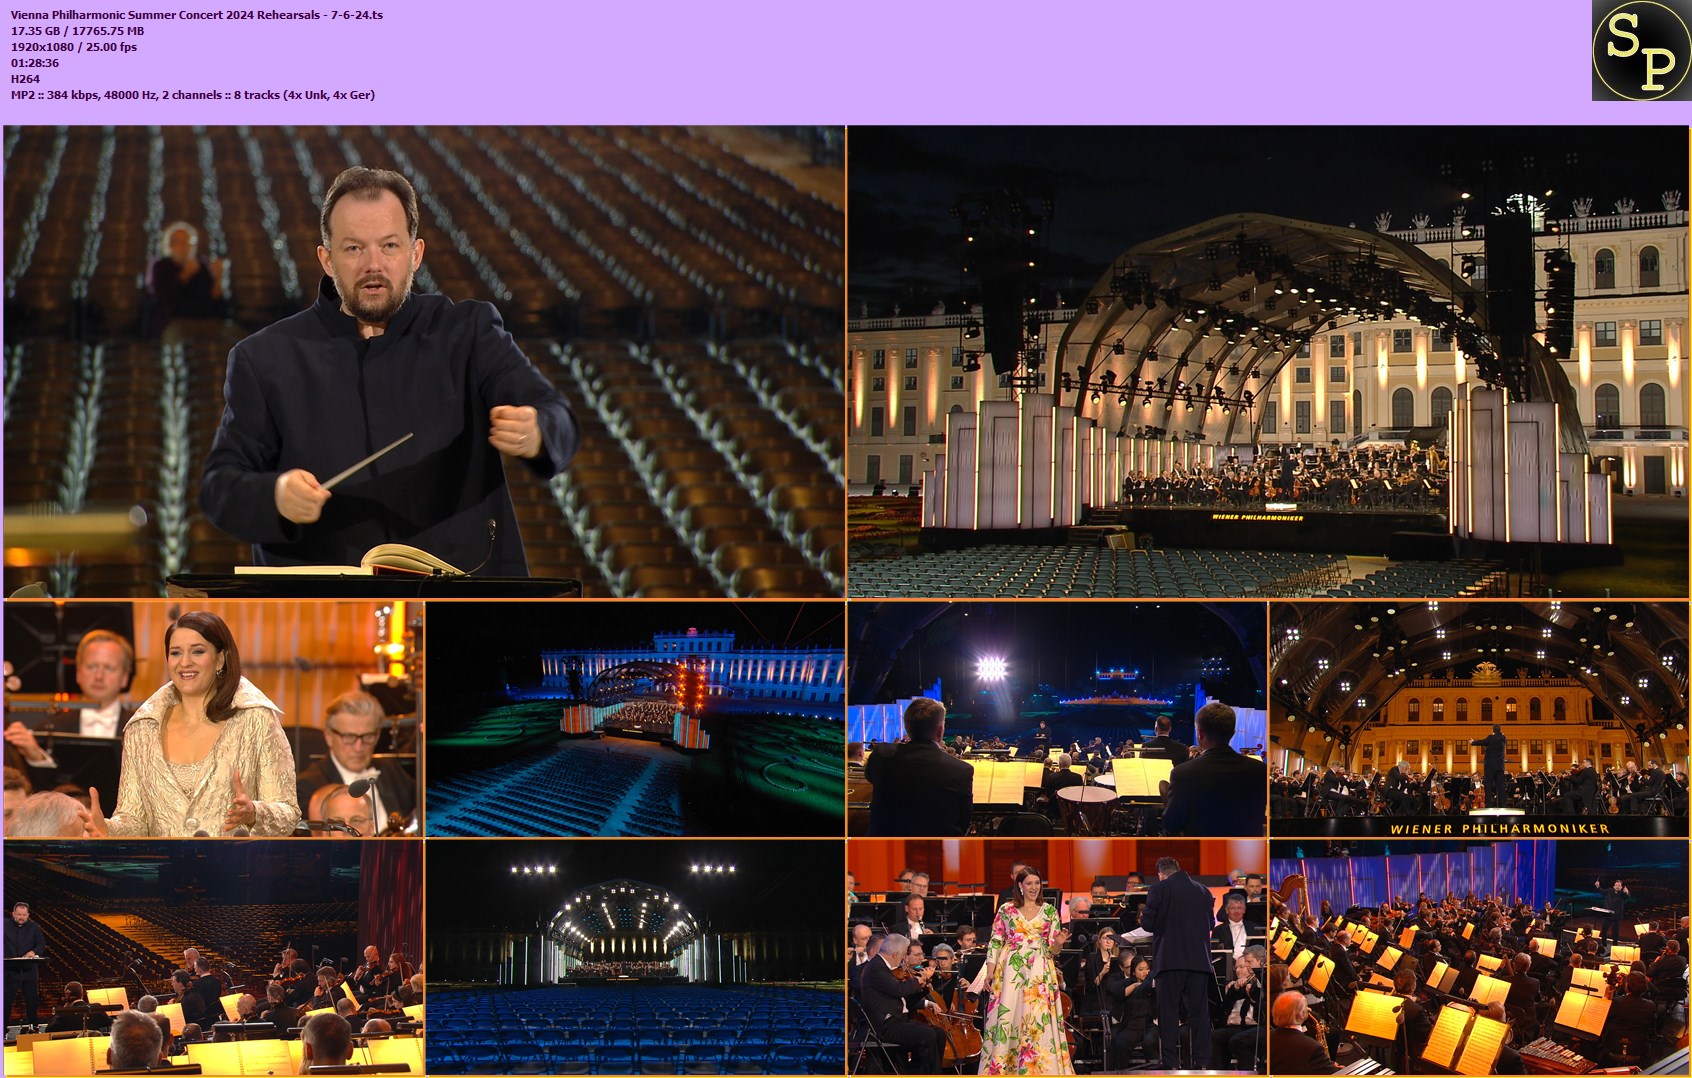 Vienna Philharmonic Summer Concert 2024 Rehearsals - 7-6-24.ts
17.35 GB / 17765.75 MB
1920x1080 / 25.00 fps
01:28:36
H264
MP2 :: 384 kbps, 48000 Hz, 2 channels :: 8 tracks (4x Unk, 4x Ger)
SP
WIENER PHILHARMONIKER
WIENER PHILHARMONIKER